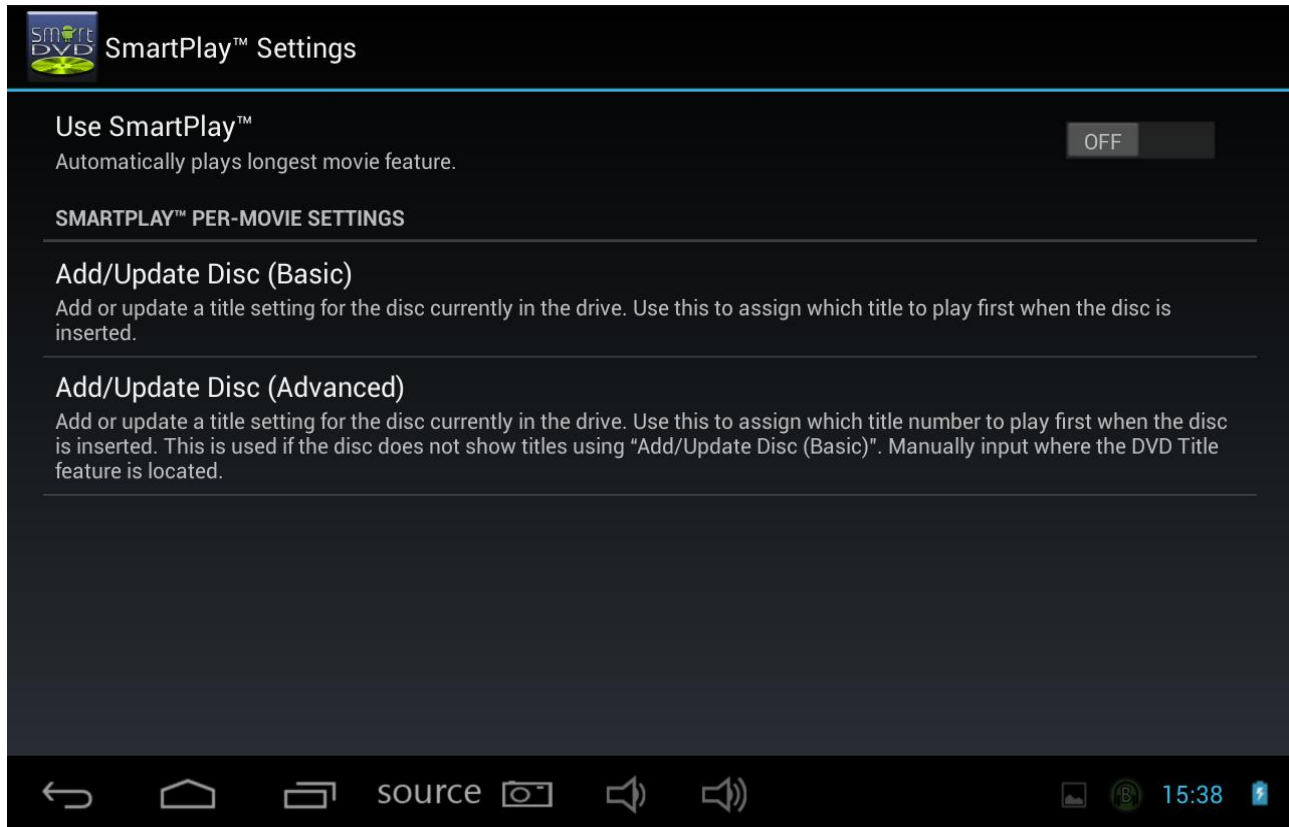 smart
DVD
SmartPlay™ Settings
Use SmartPlay™
OFF
Automatically plays longest movie feature.
SMARTPLAY™ PER-MOVIE SETTINGS
Add/Update Disc (Basic)
Add or update a title setting for the disc currently in the drive. Use this to assign which title to play first when the disc is
inserted.
Add/Update Disc (Advanced)
Add or update a title setting for the disc currently in the drive. Use this to assign which title number to play first when the disc
is inserted. This is used if the disc does not show titles using “Add/Update Disc (Basic)". Manually input where the DVD Title
feature is located.
source
B
15:38